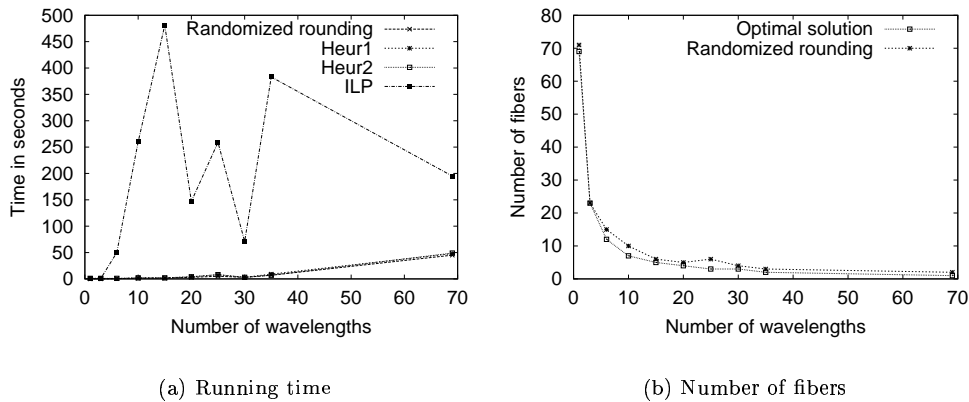 Randomized rounding
Heur1
Heur2
ILP
500
450
400
350
300
250
200
150
100
50
0
Time in seconds
0 10 20 30 40 50 60 70
Number of wavelengths
(a) Running time
Optimal solution
Randomized rounding
80
70
60
50
40
30
20
10
0
Number of fibers
0 10 20 30 40 50 60 70
Number of wavelengths
(b) Number of fibers